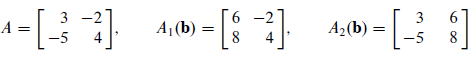 A = [ 3 −2 ; −5 4 ], A₁(b) = [ 6 −2 ; 8 4 ], A₂(b) = [ 3 6 ; −5 8 ]